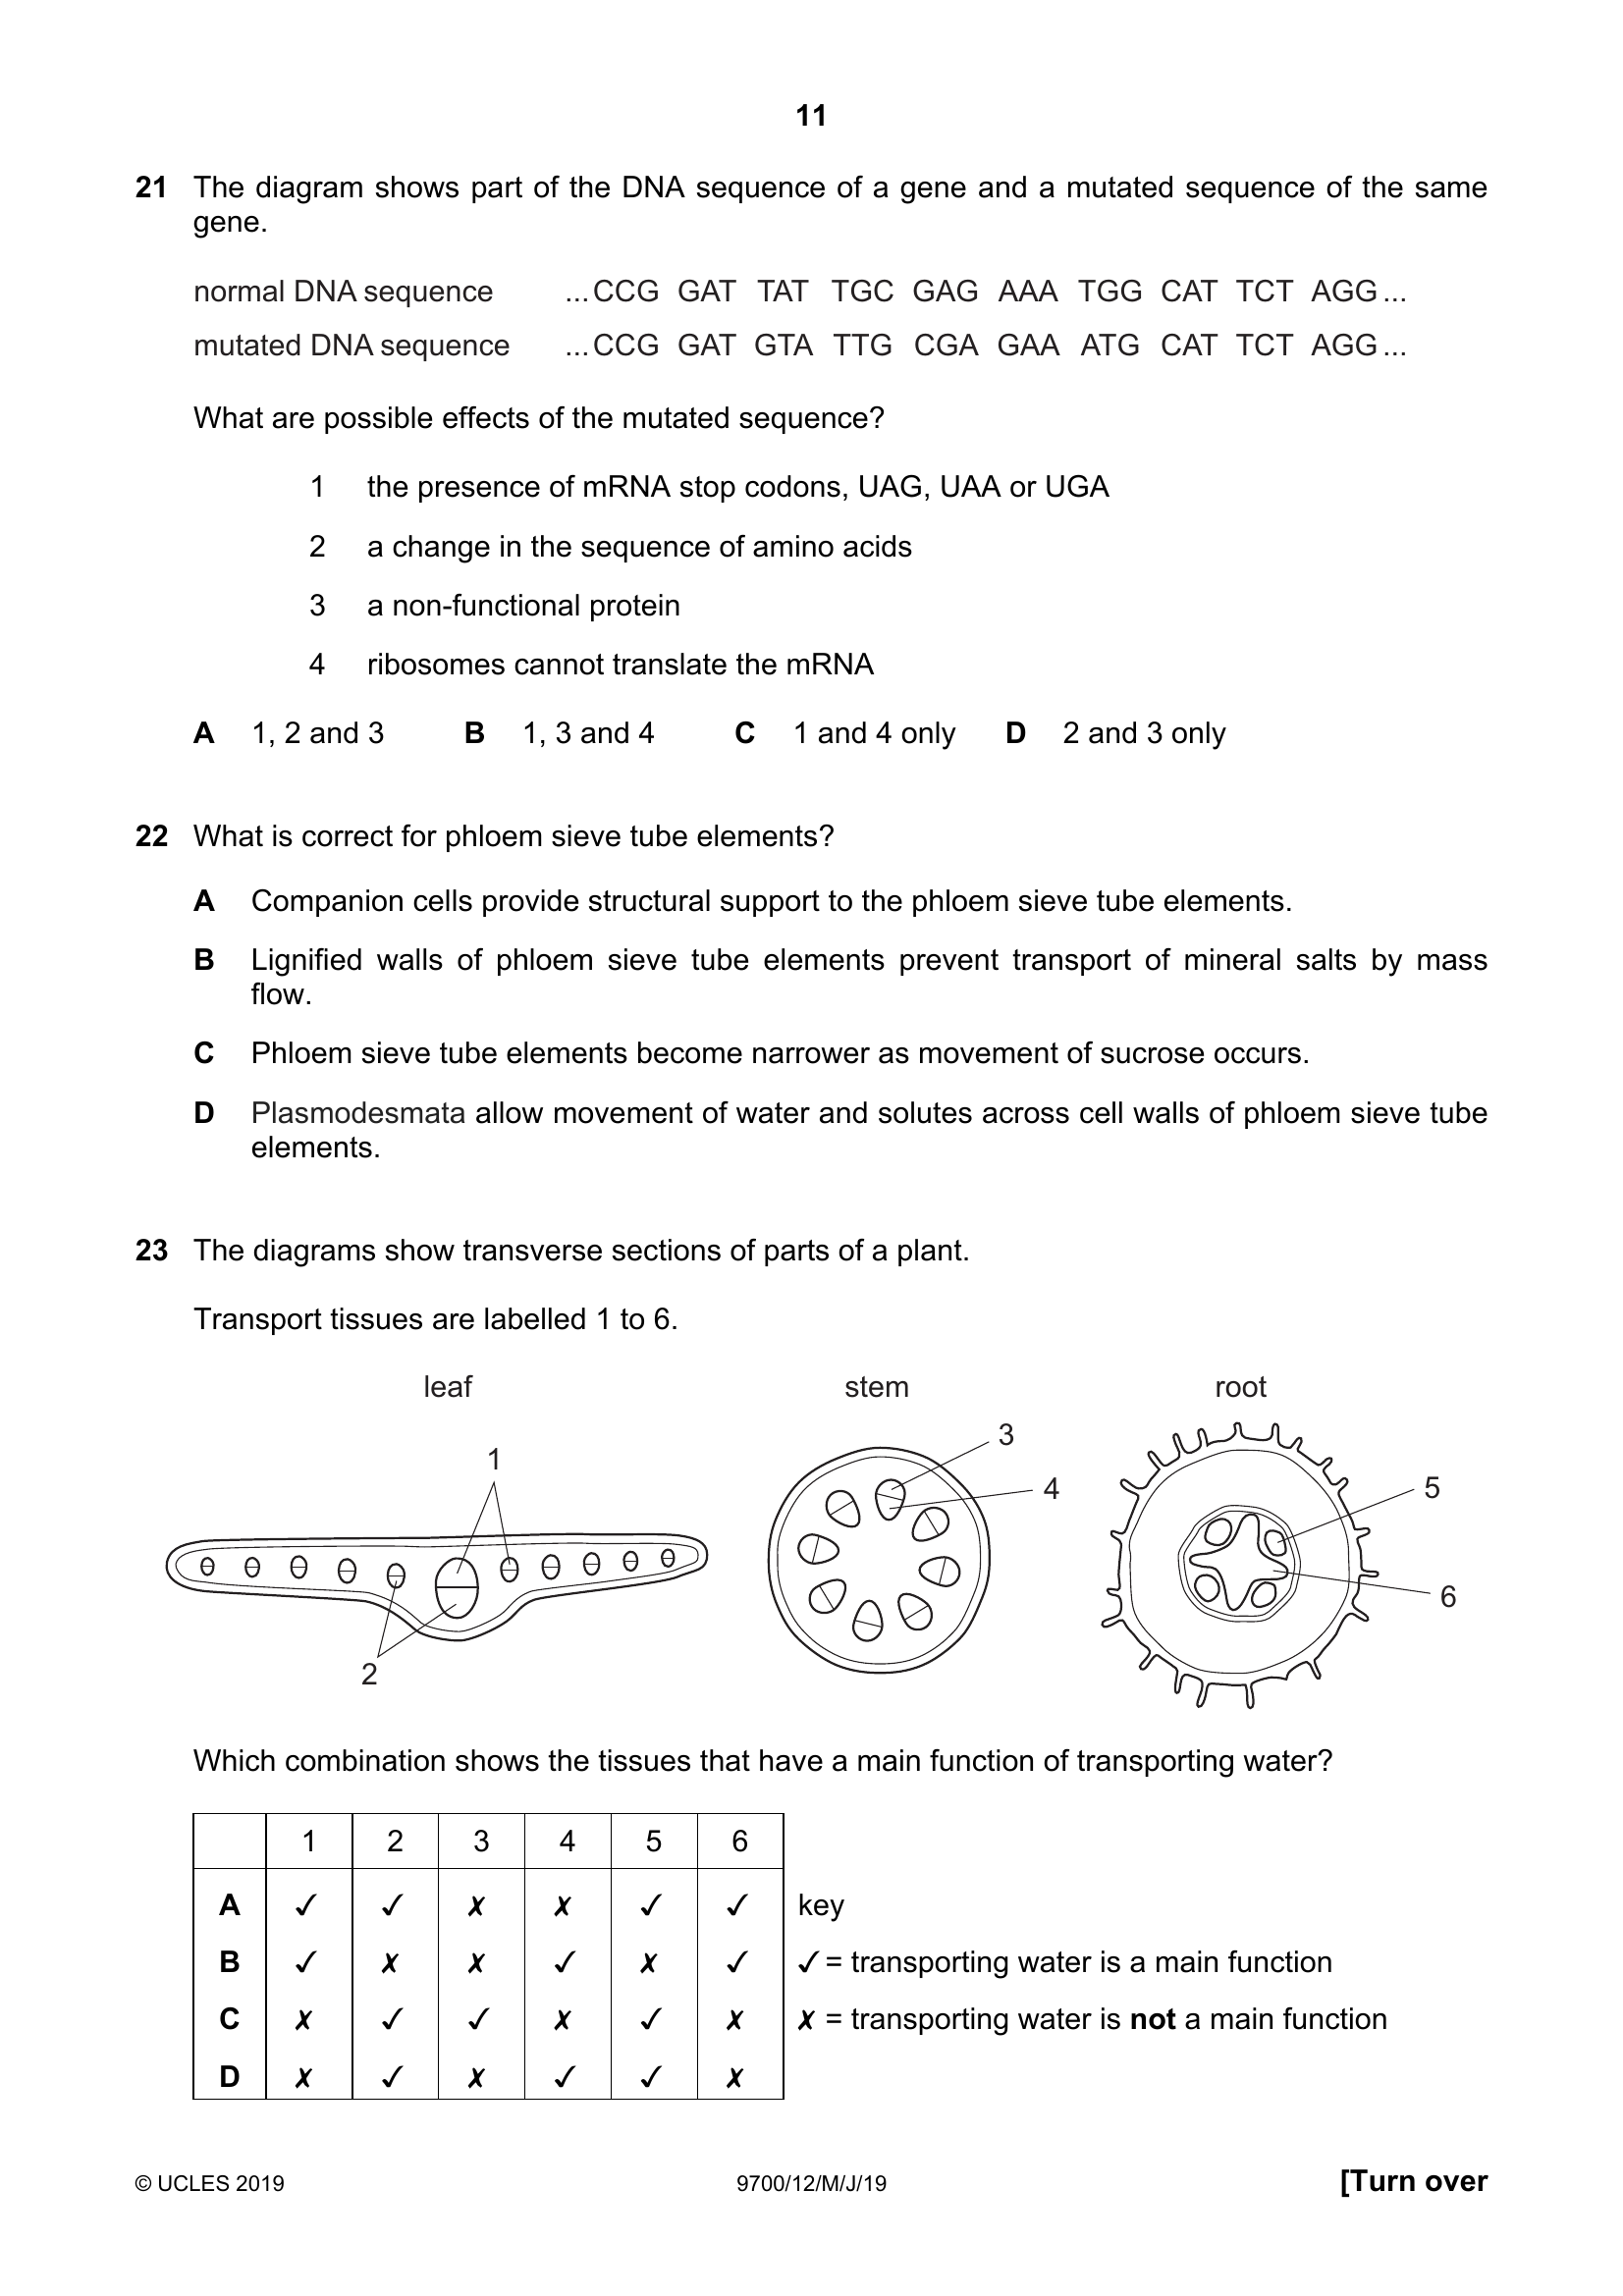 11
21 The diagram shows part of the DNA sequence of a gene and a mutated sequence of the same
gene.
normal DNA sequence ...CCG GAT TAT TGC GAG AAA TGG CAT TCT AGG...
mutated DNA sequence ...CCG GAT GTA TTG CGA GAA ATG CAT TCT AGG...
What are possible effects of the mutated sequence?
1 the presence of mRNA stop codons, UAG, UAA or UGA
2 a change in the sequence of amino acids
3 a non-functional protein
4 ribosomes cannot translate the mRNA
A 1, 2 and 3 B 1, 3 and 4 C 1 and 4 only D 2 and 3 only
22 What is correct for phloem sieve tube elements?
A Companion cells provide structural support to the phloem sieve tube elements.
B Lignified walls of phloem sieve tube elements prevent transport of mineral salts by mass
flow.
C Phloem sieve tube elements become narrower as movement of sucrose occurs.
D Plasmodesmata allow movement of water and solutes across cell walls of phloem sieve tube
elements.
23 The diagrams show transverse sections of parts of a plant.
Transport tissues are labelled 1 to 6.
leaf stem root
1
2
3
4
5
6
Which combination shows the tissues that have a main function of transporting water?
1 2 3 4 5 6
A ✓ ✓ ✗ ✗ ✓ ✓ key
B ✓ ✗ ✗ ✓ ✗ ✓ ✓ = transporting water is a main function
C ✗ ✓ ✓ ✗ ✓ ✗ ✗ = transporting water is not a main function
D ✗ ✓ ✗ ✓ ✓ ✗
© UCLES 2019 9700/12/M/J/19 [Turn over